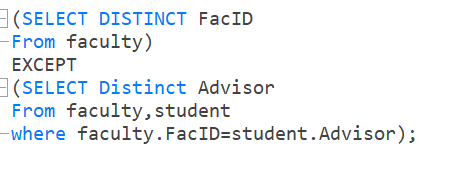 (SELECT DISTINCT FacID
From faculty)
EXCEPT
(SELECT Distinct Advisor
From faculty,student
where faculty.FacID=student.Advisor);